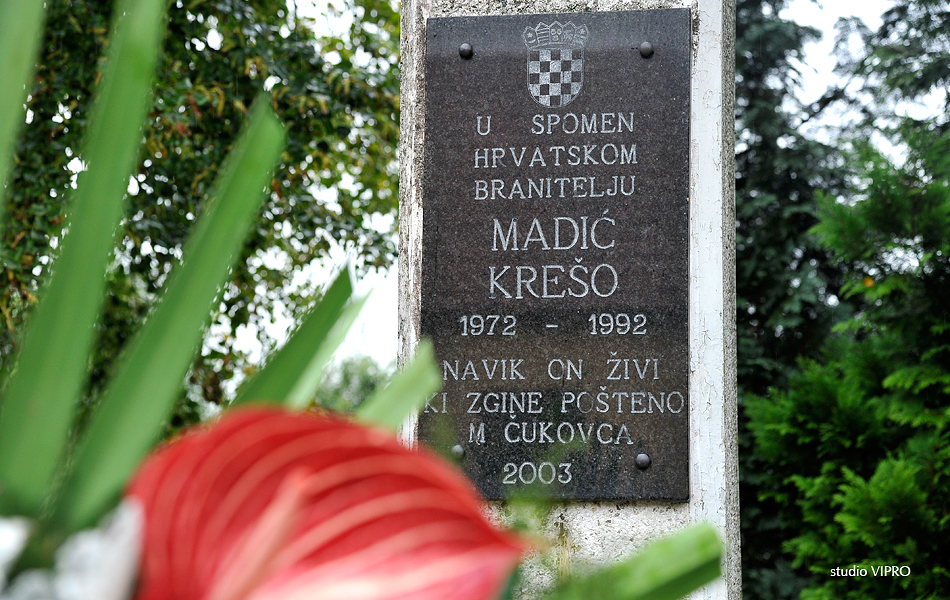 U SPOMEN
HRVATSKOM
BRANITELJU
MADIĆ
KREŠO
1972 - 1992
NAVIK ON ŽIVI
KI ZGINE POŠTENO
M ČUKOVCA
2003
studio VIPRO